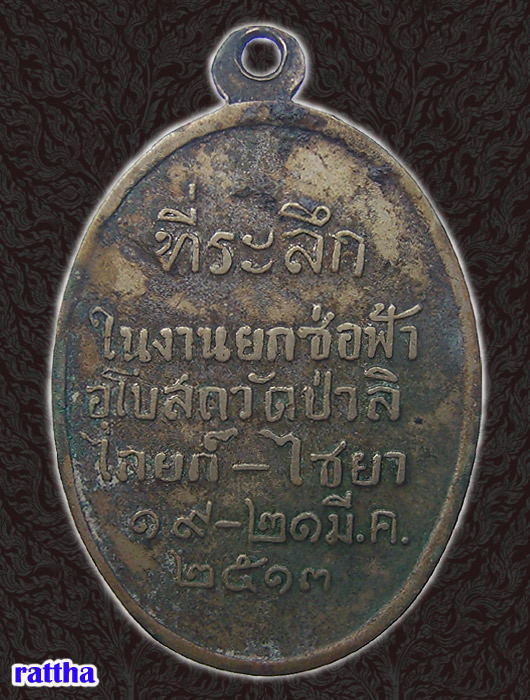 ที่ระลึก
ในงานยกช่อฟ้า
อุโบสถวัดป่าลิ
ไลยก์-ไชยา
๑๙-๒๑มี.ค.
๒๕๑๓
rattha